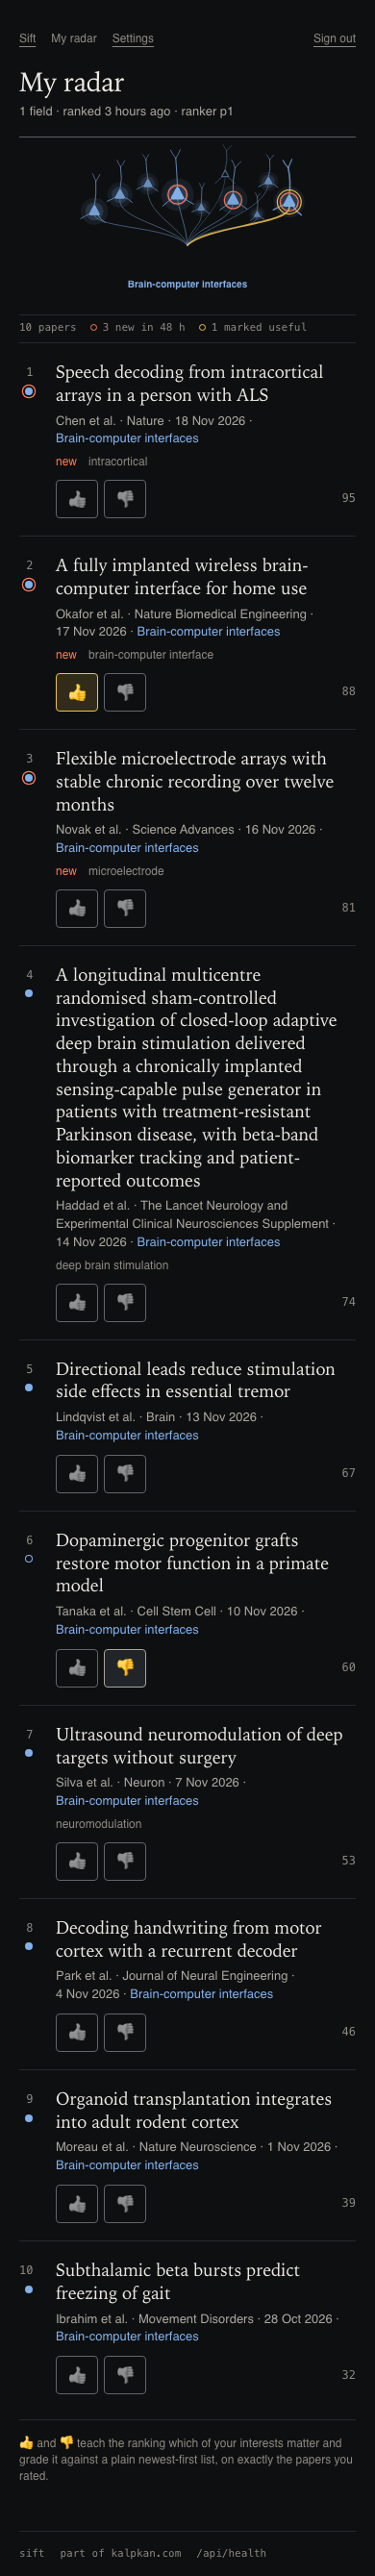 Sift My radar Settings Sign out
My radar
1 field · ranked 3 hours ago · ranker p1
Brain-computer interfaces
10 papers 3 new in 48 h 1 marked useful
1 Speech decoding from intracortical
arrays in a person with ALS
Chen et al. · Nature · 18 Nov 2026 ·
Brain-computer interfaces
new intracortical
👍 👎 95
2 A fully implanted wireless brain-
computer interface for home use
Okafor et al. · Nature Biomedical Engineering ·
17 Nov 2026 · Brain-computer interfaces
new brain-computer interface
👍 👎 88
3 Flexible microelectrode arrays with
stable chronic recording over twelve
months
Novak et al. · Science Advances · 16 Nov 2026 ·
Brain-computer interfaces
new microelectrode
👍 👎 81
4 A longitudinal multicentre
randomised sham-controlled
investigation of closed-loop adaptive
deep brain stimulation delivered
through a chronically implanted
sensing-capable pulse generator in
patients with treatment-resistant
Parkinson disease, with beta-band
biomarker tracking and patient-
reported outcomes
Haddad et al. · The Lancet Neurology and
Experimental Clinical Neurosciences Supplement ·
14 Nov 2026 · Brain-computer interfaces
deep brain stimulation
👍 👎 74
5 Directional leads reduce stimulation
side effects in essential tremor
Lindqvist et al. · Brain · 13 Nov 2026 ·
Brain-computer interfaces
👍 👎 67
6 Dopaminergic progenitor grafts
restore motor function in a primate
model
Tanaka et al. · Cell Stem Cell · 10 Nov 2026 ·
Brain-computer interfaces
👍 👎 60
7 Ultrasound neuromodulation of deep
targets without surgery
Silva et al. · Neuron · 7 Nov 2026 ·
Brain-computer interfaces
neuromodulation
👍 👎 53
8 Decoding handwriting from motor
cortex with a recurrent decoder
Park et al. · Journal of Neural Engineering ·
4 Nov 2026 · Brain-computer interfaces
👍 👎 46
9 Organoid transplantation integrates
into adult rodent cortex
Moreau et al. · Nature Neuroscience · 1 Nov 2026 ·
Brain-computer interfaces
👍 👎 39
10 Subthalamic beta bursts predict
freezing of gait
Ibrahim et al. · Movement Disorders · 28 Oct 2026 ·
Brain-computer interfaces
👍 👎 32
👍 and 👎 teach the ranking which of your interests matter and
grade it against a plain newest-first list, on exactly the papers you
rated.
sift part of kalpkan.com /api/health